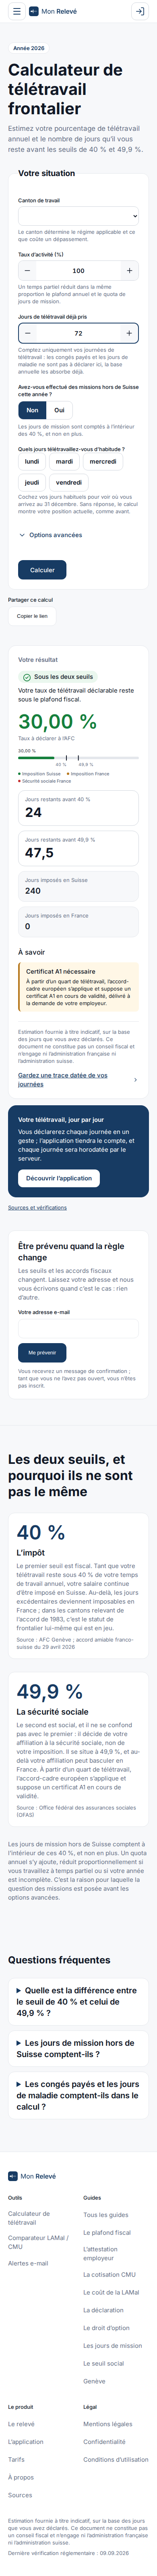 Mon Relevé
Année 2026
Calculateur de
télétravail
frontalier
Estimez votre pourcentage de télétravail
annuel et le nombre de jours qu'il vous
reste avant les seuils de 40 % et 49,9 %.
Votre situation
Canton de travail
Le canton détermine le régime applicable et ce
que coûte un dépassement.
Taux d'activité (%)
− 100 +
Un temps partiel réduit dans la même
proportion le plafond annuel et le quota de
jours de mission.
Jours de télétravail déjà pris
− 72 +
Comptez uniquement vos journées de
télétravail : les congés payés et les jours de
maladie ne sont pas à déclarer ici, la base
annuelle les absorbe déjà.
Avez-vous effectué des missions hors de Suisse
cette année ?
Non Oui
Les jours de mission sont comptés à l'intérieur
des 40 %, et non en plus.
Quels jours télétravaillez-vous d'habitude ?
lundi mardi mercredi
jeudi vendredi
Cochez vos jours habituels pour voir où vous en
arrivez au 31 décembre. Sans réponse, le calcul
montre votre position actuelle, comme avant.
Options avancées
Calculer
Partager ce calcul
Copier le lien
Votre résultat
Sous les deux seuils
Votre taux de télétravail déclarable reste
sous le plafond fiscal.
30,00 %
Taux à déclarer à l'AFC
30,00 %
40 % 49,9 %
Imposition Suisse Imposition France
Sécurité sociale France
Jours restants avant 40 %
24
Jours restants avant 49,9 %
47,5
Jours imposés en Suisse
240
Jours imposés en France
0
À savoir
Certificat A1 nécessaire
À partir d'un quart de télétravail, l'accord-
cadre européen s'applique et suppose un
certificat A1 en cours de validité, délivré à
la demande de votre employeur.
Estimation fournie à titre indicatif, sur la base
des jours que vous avez déclarés. Ce
document ne constitue pas un conseil fiscal et
n'engage ni l'administration française ni
l'administration suisse.
Gardez une trace datée de vos
journées
Votre télétravail, jour par jour
Vous déclarez chaque journée en un
geste ; l'application tiendra le compte, et
chaque journée sera horodatée par le
serveur.
Découvrir l'application
Sources et vérifications
Être prévenu quand la règle
change
Les seuils et les accords fiscaux
changent. Laissez votre adresse et nous
vous écrirons quand c'est le cas : rien
d'autre.
Votre adresse e-mail
Me prévenir
Vous recevrez un message de confirmation ;
tant que vous ne l'avez pas ouvert, vous n'êtes
pas inscrit.
Les deux seuils, et
pourquoi ils ne sont
pas le même
40 %
L'impôt
Le premier seuil est fiscal. Tant que votre
télétravail reste sous 40 % de votre temps
de travail annuel, votre salaire continue
d'être imposé en Suisse. Au-delà, les jours
excédentaires deviennent imposables en
France ; dans les cantons relevant de
l'accord de 1983, c'est le statut de
frontalier lui-même qui est en jeu.
Source : AFC Genève ; accord amiable franco-
suisse du 29 avril 2026
49,9 %
La sécurité sociale
Le second est social, et il ne se confond
pas avec le premier : il décide de votre
affiliation à la sécurité sociale, non de
votre imposition. Il se situe à 49,9 %, et au-
delà votre affiliation peut basculer en
France. À partir d'un quart de télétravail,
l'accord-cadre européen s'applique et
suppose un certificat A1 en cours de
validité.
Source : Office fédéral des assurances sociales
(OFAS)
Les jours de mission hors de Suisse comptent à
l'intérieur de ces 40 %, et non en plus. Un quota
annuel s'y ajoute, réduit proportionnellement si
vous travaillez à temps partiel ou si votre année
est incomplète. C'est la raison pour laquelle la
question des missions est posée avant les
options avancées.
Questions fréquentes
Quelle est la différence entre
le seuil de 40 % et celui de
49,9 % ?
Les jours de mission hors de
Suisse comptent-ils ?
Les congés payés et les jours
de maladie comptent-ils dans le
calcul ?
Mon Relevé
Outils
Calculateur de
télétravail
Comparateur LAMal /
CMU
Alertes e-mail
Guides
Tous les guides
Le plafond fiscal
L'attestation
employeur
La cotisation CMU
Le coût de la LAMal
La déclaration
Le droit d'option
Les jours de mission
Le seuil social
Genève
Le produit
Le relevé
L'application
Tarifs
À propos
Sources
Légal
Mentions légales
Confidentialité
Conditions d'utilisation
Estimation fournie à titre indicatif, sur la base des jours
que vous avez déclarés. Ce document ne constitue pas
un conseil fiscal et n'engage ni l'administration française
ni l'administration suisse.
Dernière vérification réglementaire : 09.09.2026